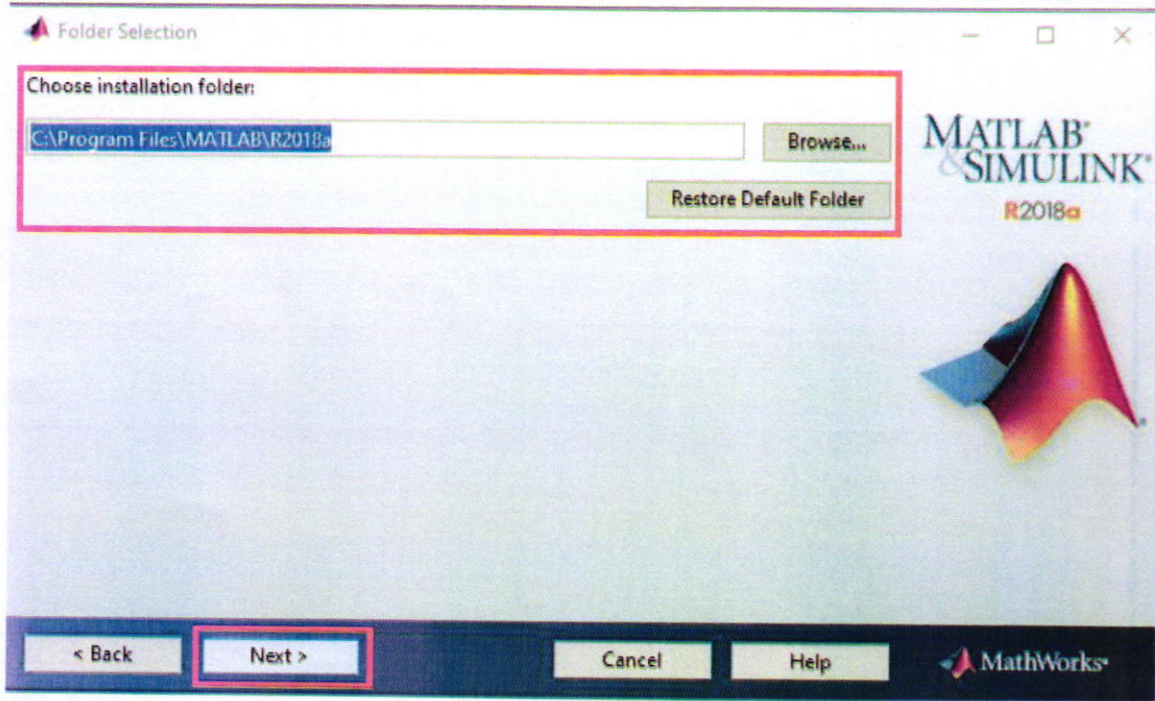 Folder Selection
Choose installation folder:
C:\Program Files\MATLAB\R2018a
Browse...
Restore Default Folder
MATLAB®
&SIMULINK®
R2018a
< Back
Next >
Cancel
Help
MathWorks®